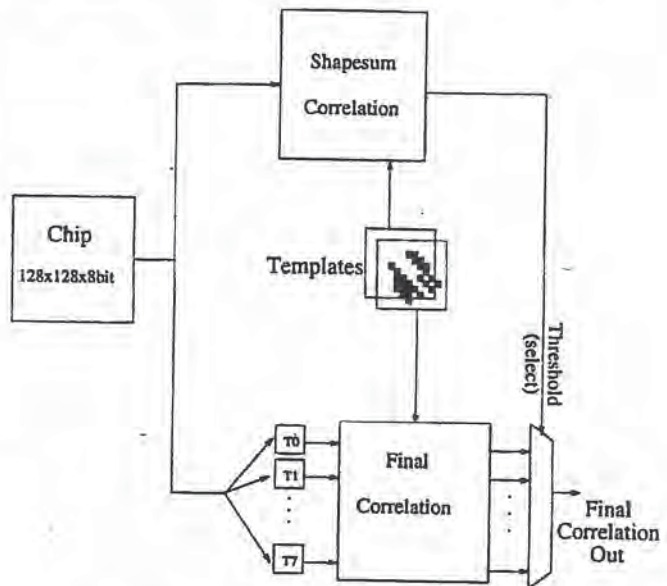 Shapesum
Correlation
Chip
128x128x8bit
Templates
Threshold
(select)
T0
T1
T7
Final
Correlation
Final
Correlation
Out